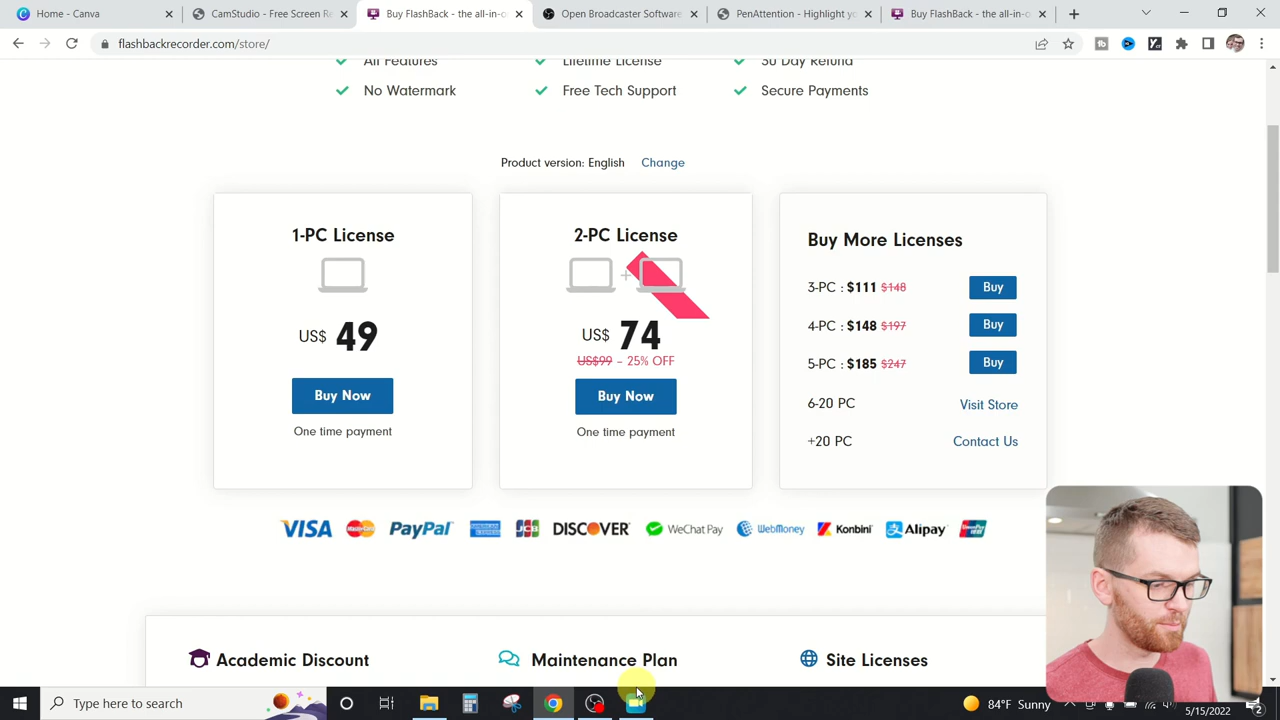 Home - Canva
CamStudio - Free Screen Re
Buy FlashBack - the all-in-o
Open Broadcaster Software
PenAttention - Highlight yo
Buy FlashBack - the all-in-o
flashbackrecorder.com/store/
All Features
Lifetime License
30 Day Refund
No Watermark
Free Tech Support
Secure Payments
Product version: English Change
1-PC License
US$ 49
Buy Now
One time payment
2-PC License
+
US$ 74
US$99 – 25% OFF
Buy Now
One time payment
Buy More Licenses
3-PC : $111 $148 Buy
4-PC : $148 $197 Buy
5-PC : $185 $247 Buy
6-20 PC Visit Store
+20 PC Contact Us
VISA MasterCard PayPal JCB DISCOVER WeChat Pay WebMoney Konbini Alipay UnionPay
Academic Discount
Maintenance Plan
Site Licenses
Type here to search
84°F Sunny
5/15/2022
2